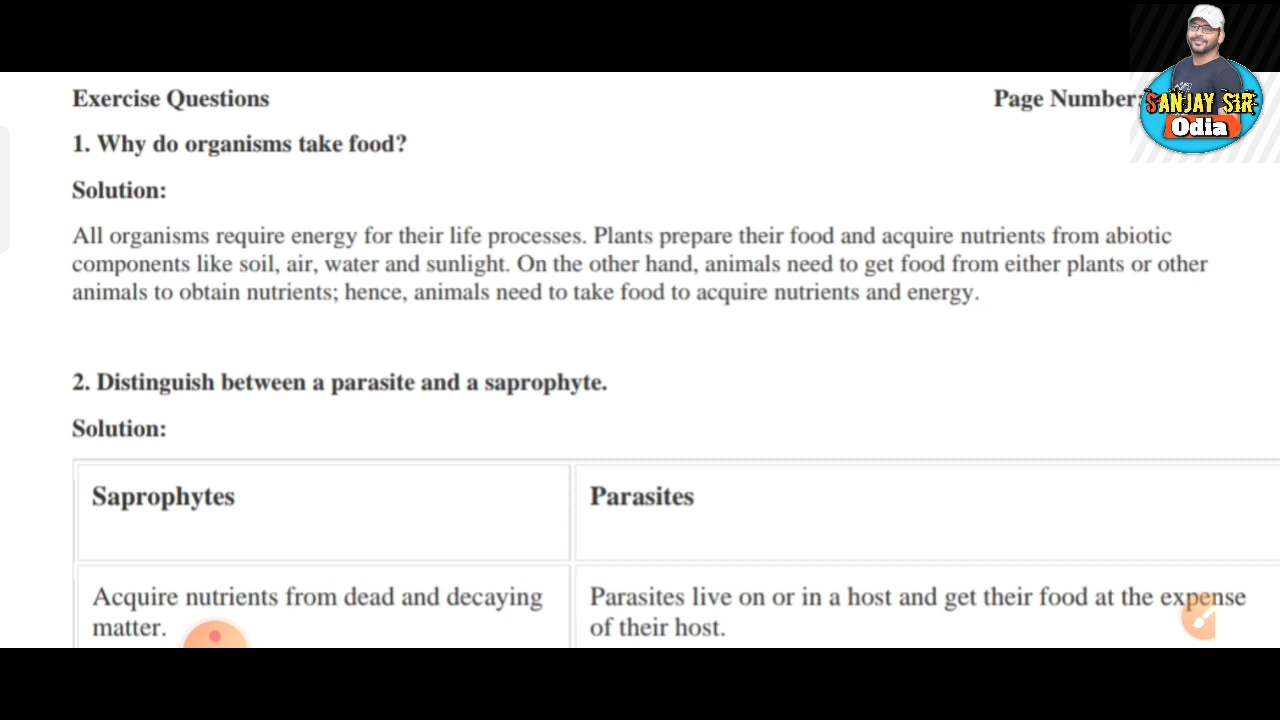 Exercise Questions
Page Number:
SANJAY SIR
Odia
1. Why do organisms take food?
Solution:
All organisms require energy for their life processes. Plants prepare their food and acquire nutrients from abiotic
components like soil, air, water and sunlight. On the other hand, animals need to get food from either plants or other
animals to obtain nutrients; hence, animals need to take food to acquire nutrients and energy.
2. Distinguish between a parasite and a saprophyte.
Solution:
Saprophytes
Parasites
Acquire nutrients from dead and decaying
matter.
Parasites live on or in a host and get their food at the expense
of their host.